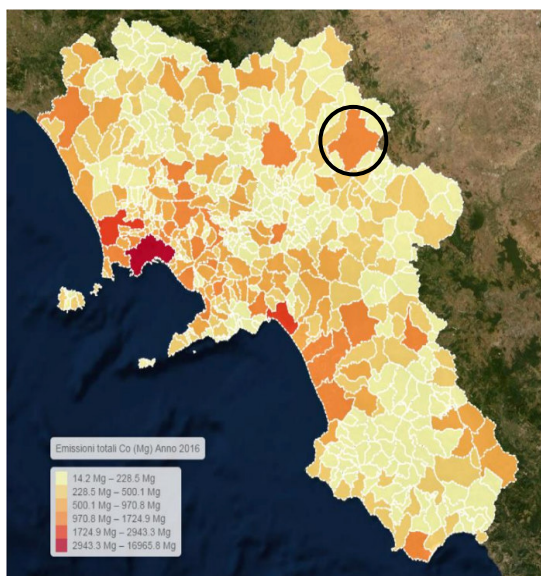 Emissioni totali Co (Mg) Anno 2016
14.2 Mg – 228.5 Mg
228.5 Mg – 500.1 Mg
500.1 Mg – 970.8 Mg
970.8 Mg – 1724.9 Mg
1724.9 Mg – 2943.3 Mg
2943.3 Mg – 16965.8 Mg